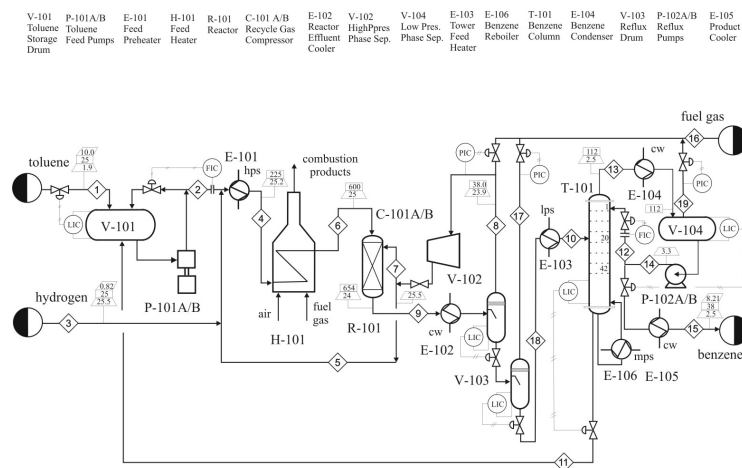 V-101 P-101A/B E-101 H-101 R-101 C-101 A/B E-102 V-102 V-104 E-103 E-106 T-101 E-104 V-103 P-102A/B E-105
Toluene Toluene Feed Feed Reactor Recycle Gas Reactor HighPpres Low Pres. Tower Benzene Benzene Benzene Reflux Reflux Product
Storage Feed Pumps Preheater Heater Compressor Effluent Phase Sep. Phase Sep. Feed Reboiler Column Condenser Drum Pumps Cooler
Drum Cooler Heater
fuel gas
16
toluene
10.0
25
1.9
1
LIC
V-101
P-101A/B
FIC
2
E-101
hps
225
25.2
4
combustion
products
600
25
6
C-101A/B
7
V-102
25.5
654
24
R-101
9
air
fuel
gas
H-101
cw
E-102
PIC
38.0
23.9
8
LIC
PIC
17
V-103
LIC
lps
10
E-103
18
112
2.5
13
T-101
cw
E-104
1
20
42
LIC
FIC
12
112
PIC
19
V-104
LIC
14
3.3
P-102A/B
8.21
38
2.5
15
cw
benzene
mps
E-106
E-105
hydrogen
0.82
25
25.5
3
5
11